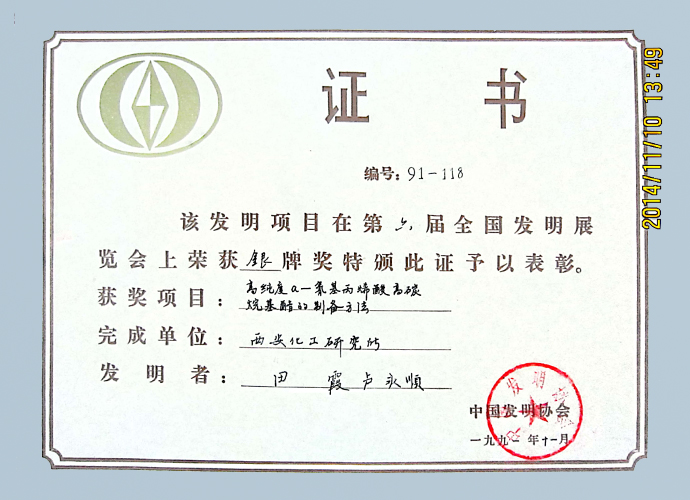 证 书
编号：91-118
该发明项目在第六届全国发明展
览会上荣获银牌奖特颁此证予以表彰。
获奖项目：高纯度α-氰基丙烯酸高碳
烷基酯的制备方法
完成单位：西安化工研究所
发明者：田 霞 卢永顺
中国发明协会
一九九一年十一月
2014/11/10 13:49